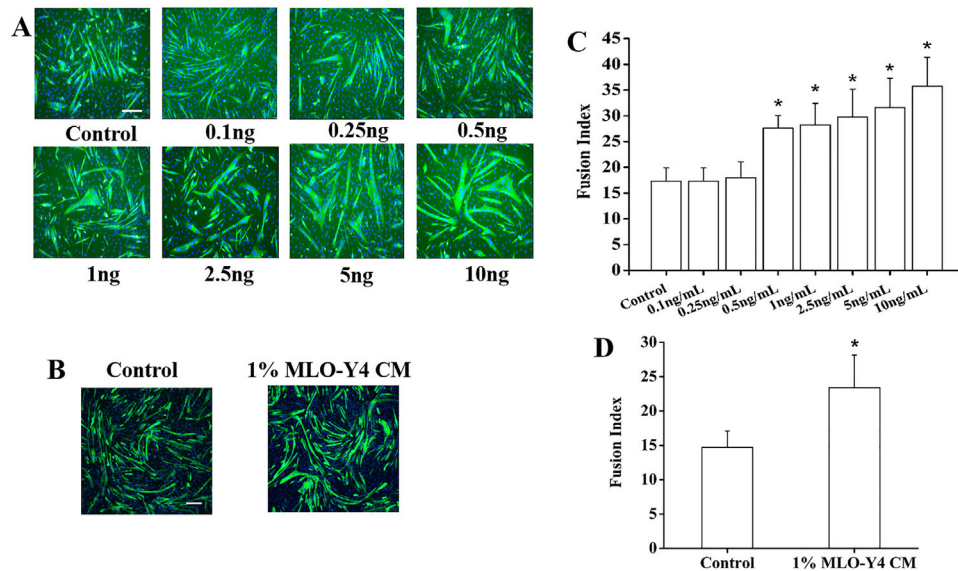 A
Control
0.1ng
0.25ng
0.5ng
1ng
2.5ng
5ng
10ng
B
Control
1% MLO-Y4 CM
C
Fusion Index
45
40
35
30
25
20
15
10
5
0
*
*
*
*
*
Control
0.1ng/mL
0.25ng/mL
0.5ng/mL
1ng/mL
2.5ng/mL
5ng/mL
10ng/mL
D
Fusion Index
30
25
20
15
10
5
0
*
Control
1% MLO-Y4 CM